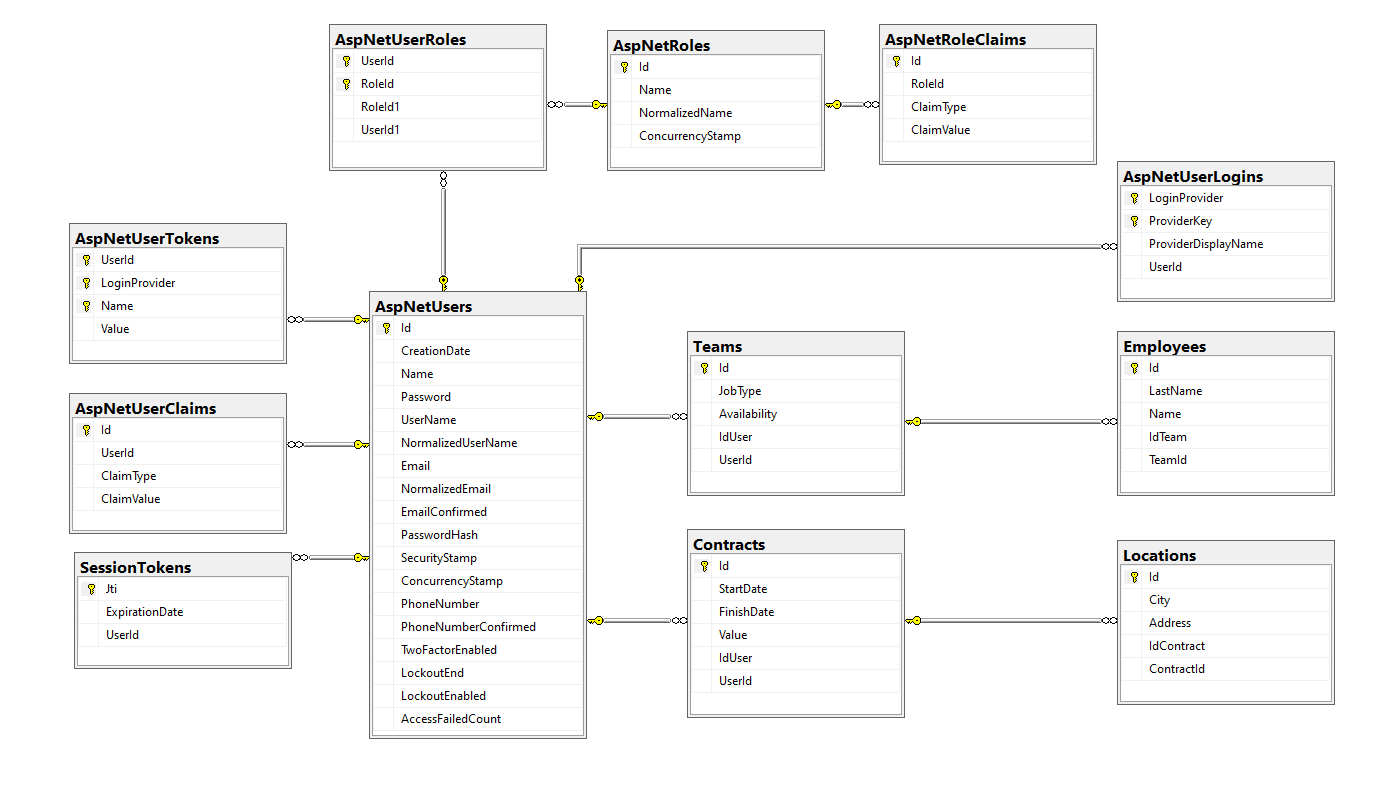 AspNetUserRoles
UserId
RoleId
RoleId1
UserId1
AspNetRoles
Id
Name
NormalizedName
ConcurrencyStamp
AspNetRoleClaims
Id
RoleId
ClaimType
ClaimValue
AspNetUserLogins
LoginProvider
ProviderKey
ProviderDisplayName
UserId
AspNetUserTokens
UserId
LoginProvider
Name
Value
AspNetUserClaims
Id
UserId
ClaimType
ClaimValue
SessionTokens
Jti
ExpirationDate
UserId
AspNetUsers
Id
CreationDate
Name
Password
UserName
NormalizedUserName
Email
NormalizedEmail
EmailConfirmed
PasswordHash
SecurityStamp
ConcurrencyStamp
PhoneNumber
PhoneNumberConfirmed
TwoFactorEnabled
LockoutEnd
LockoutEnabled
AccessFailedCount
Teams
Id
JobType
Availability
IdUser
UserId
Employees
Id
LastName
Name
IdTeam
TeamId
Contracts
Id
StartDate
FinishDate
Value
IdUser
UserId
Locations
Id
City
Address
IdContract
ContractId